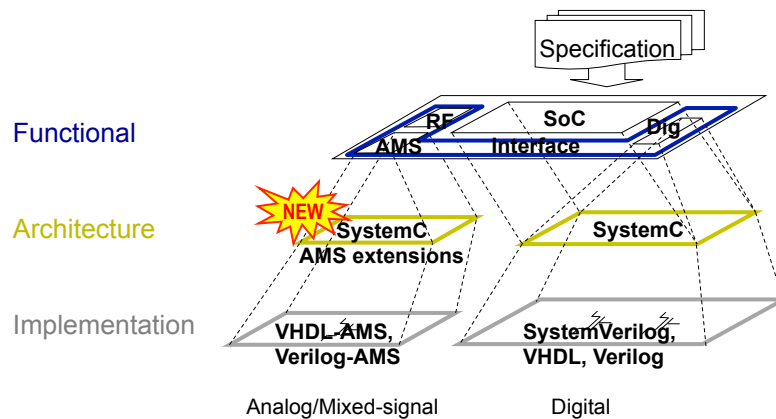 Specification
Functional
RF
SoC
Dig
AMS
Interface
NEW
Architecture
SystemC
AMS extensions
SystemC
Implementation
VHDL-AMS,
Verilog-AMS
SystemVerilog,
VHDL, Verilog
Analog/Mixed-signal
Digital